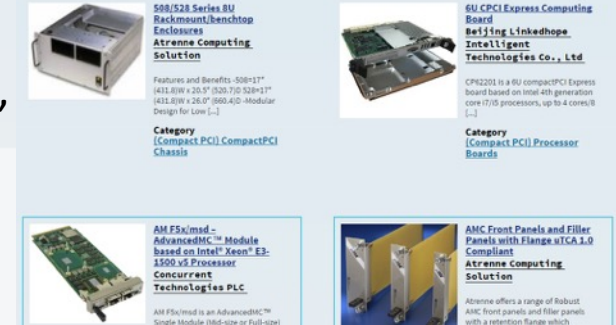 508/528 Series 8U
Rackmount/benchtop
Enclosures
Atrenne Computing
Solution
Features and Benefits -508=17"
(431.8)W x 20.5" (520.7)D 528=17"
(431.8)W x 26.0" (660.4)D -Modular
Design for Low [...]
Category
(Compact PCI) CompactPCI
Chassis
6U CPCI Express Computing
Board
Beijing Linkedhope
Intelligent
Technologies Co., Ltd
CPE2201 is a 6U compactPCI Express
board based on Intel 4th generation
core i7/i5 processors, up to 4 cores/8
[...]
Category
(Compact PCI) Processor
Boards
AM F5x/msd –
AdvancedMC™ Module
based on Intel® Xeon® E3-
1500 v5 Processor
Concurrent
Technologies PLC
AM F5x/msd is an AdvancedMC™
Single Module (Mid-size or Full-size)
AMC Front Panels and Filler
Panels with Flange uTCA 1.0
Compliant
Atrenne Computing
Solution
Atrenne offers a range of Robust
AMC front panels and filler panels
with a retention flange which